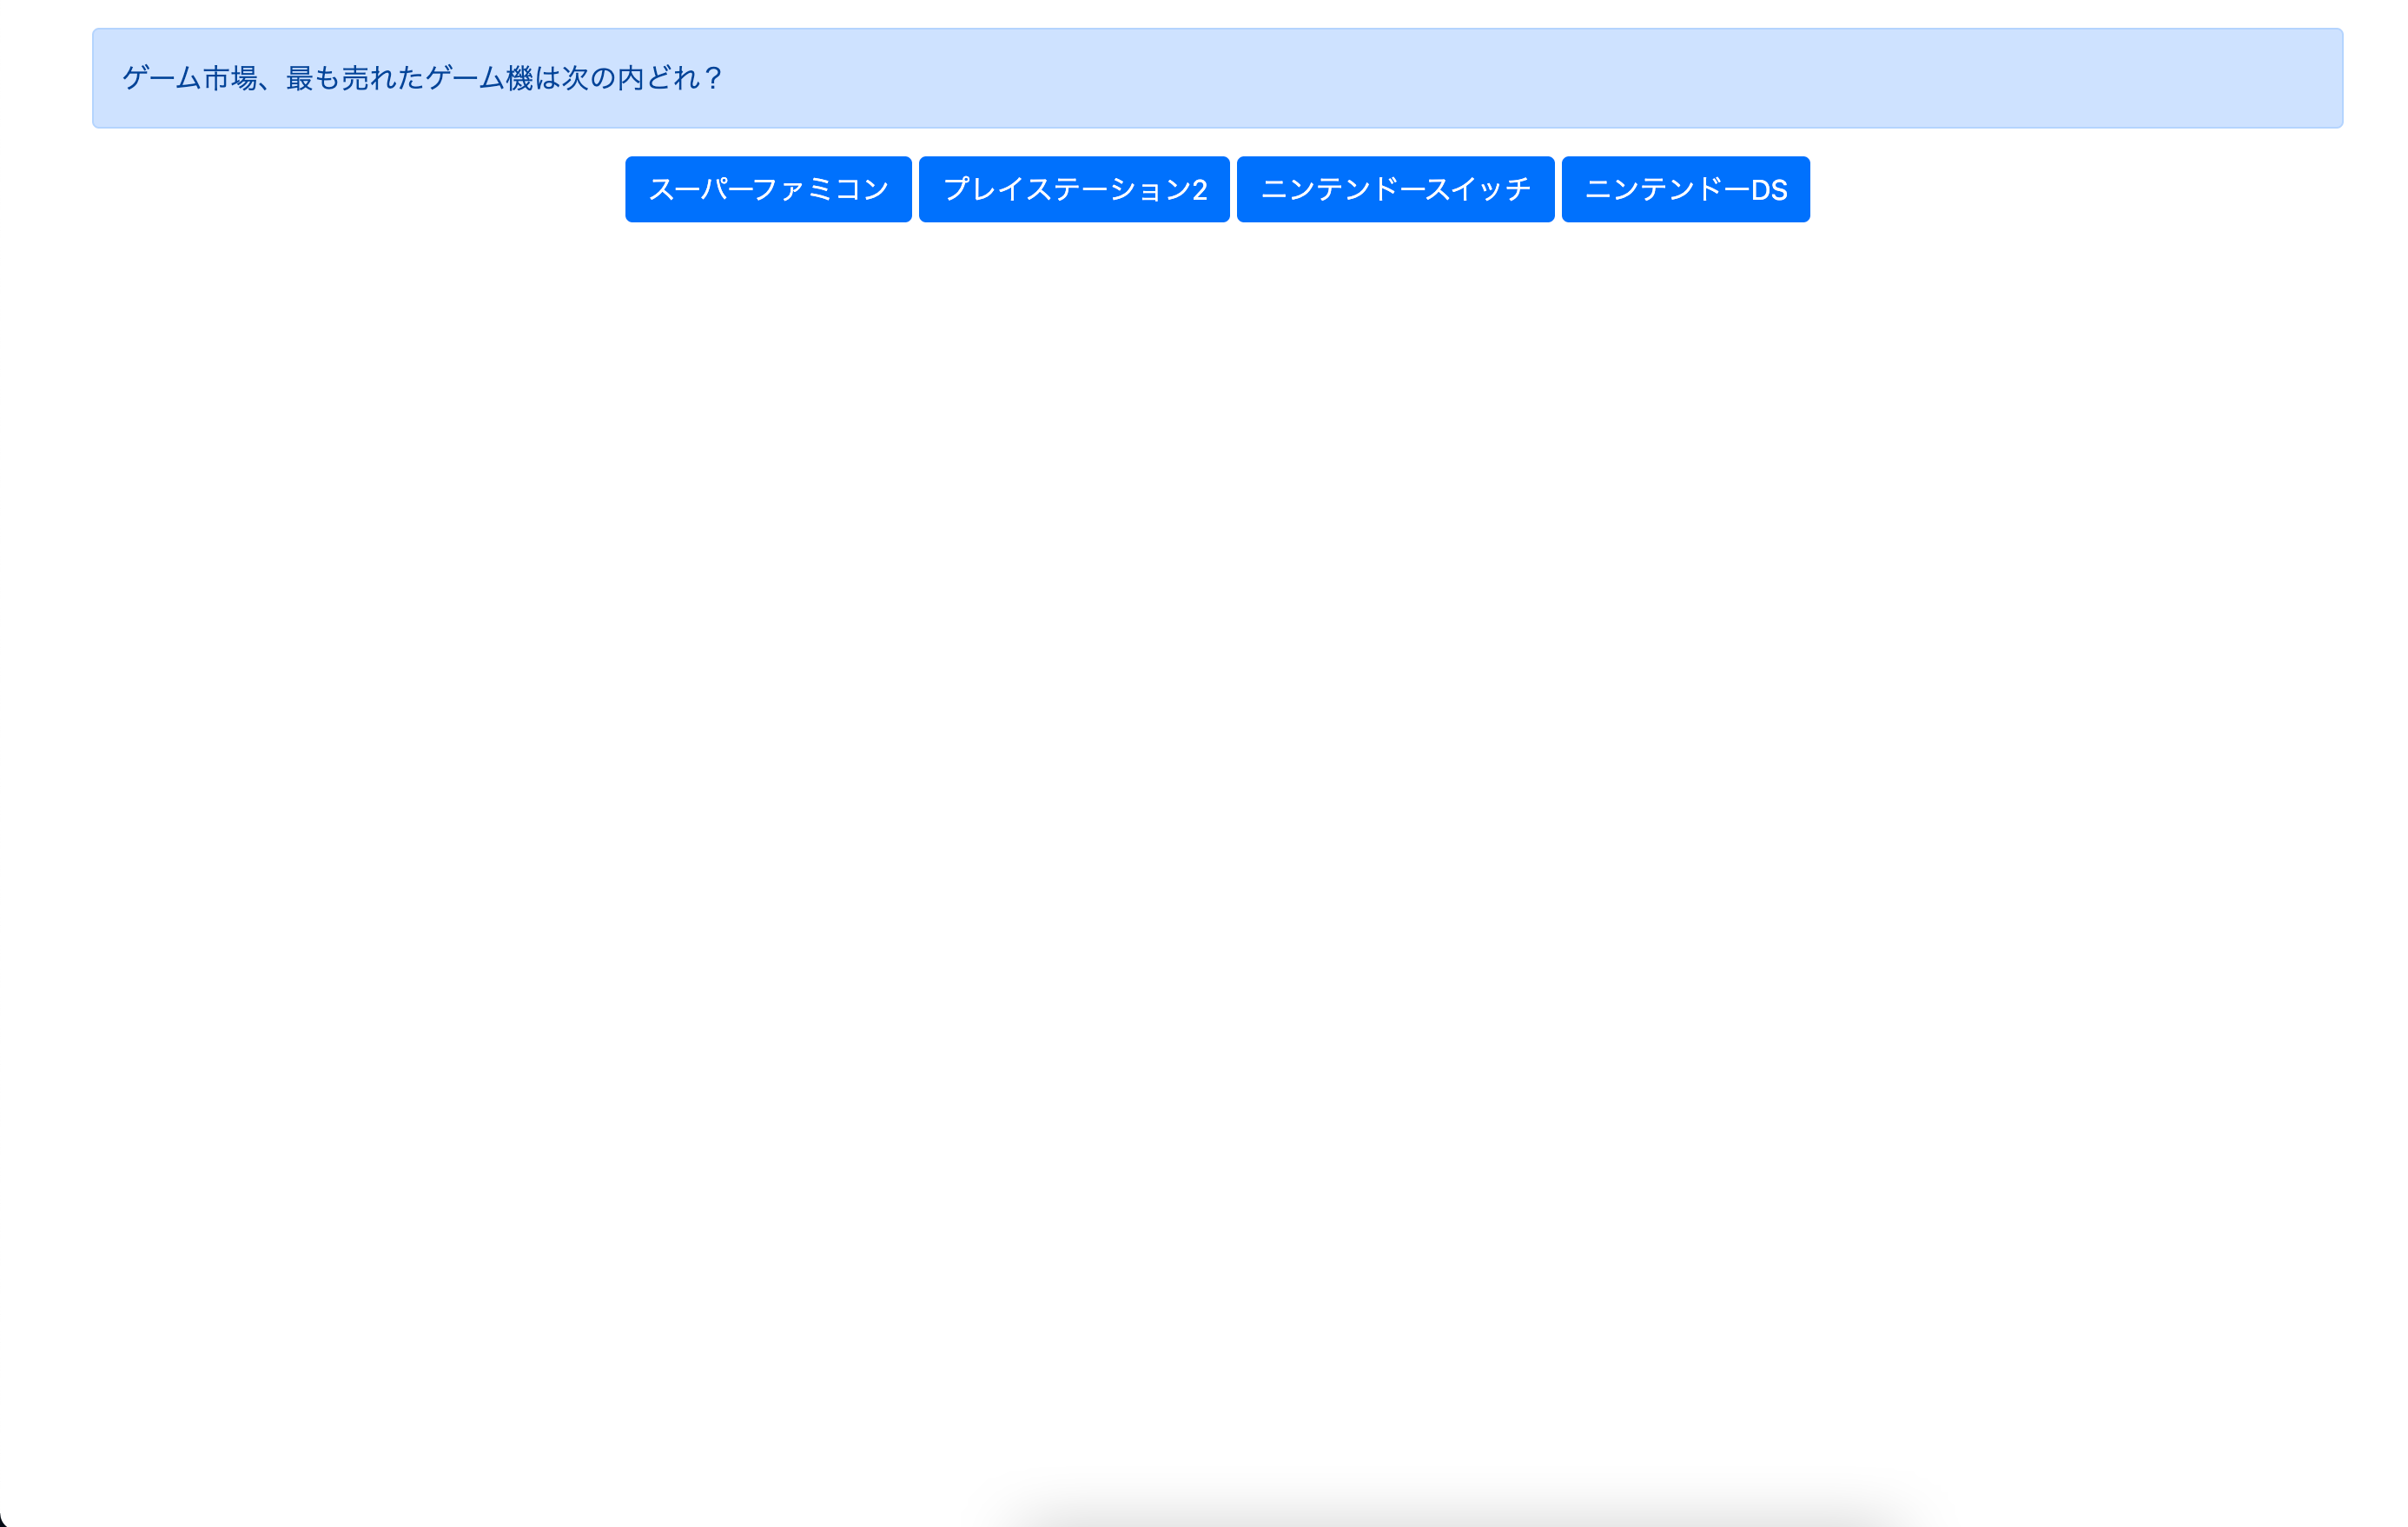 ゲーム市場、最も売れたゲーム機は次の内どれ？
スーパーファミコン
プレイステーション2
ニンテンドースイッチ
ニンテンドーDS